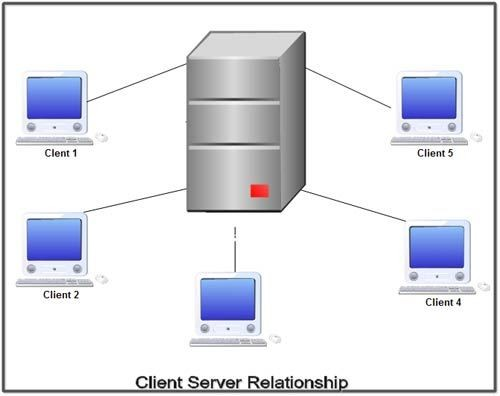 Client 1
Client 5
Client 2
Client 4
Client Server Relationship